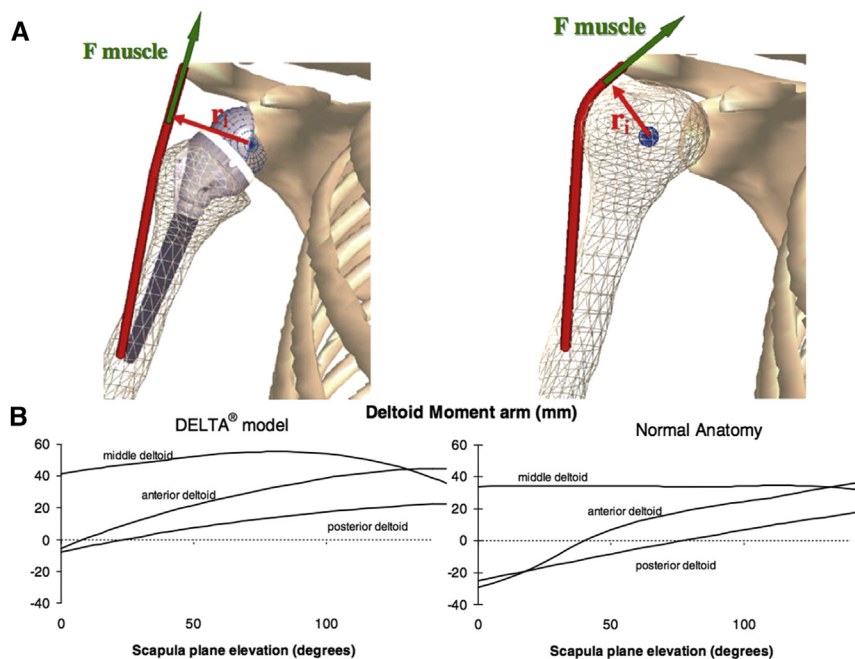 A
F muscle
r i
F muscle
r i
B
Deltoid Moment arm (mm)
DELTA® model
Normal Anatomy
60
40
20
0
-20
-40
middle deltoid
anterior deltoid
posterior deltoid
0
50
100
Scapula plane elevation (degrees)
60
40
20
0
-20
-40
middle deltoid
anterior deltoid
posterior deltoid
0
50
100
Scapula plane elevation (degrees)